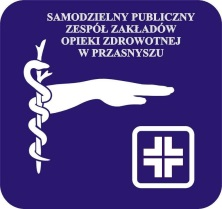 SAMODZIELNY PUBLICZNY
ZESPÓŁ ZAKŁADÓW
OPIEKI ZDROWOTNEJ
W PRZASNYSZU